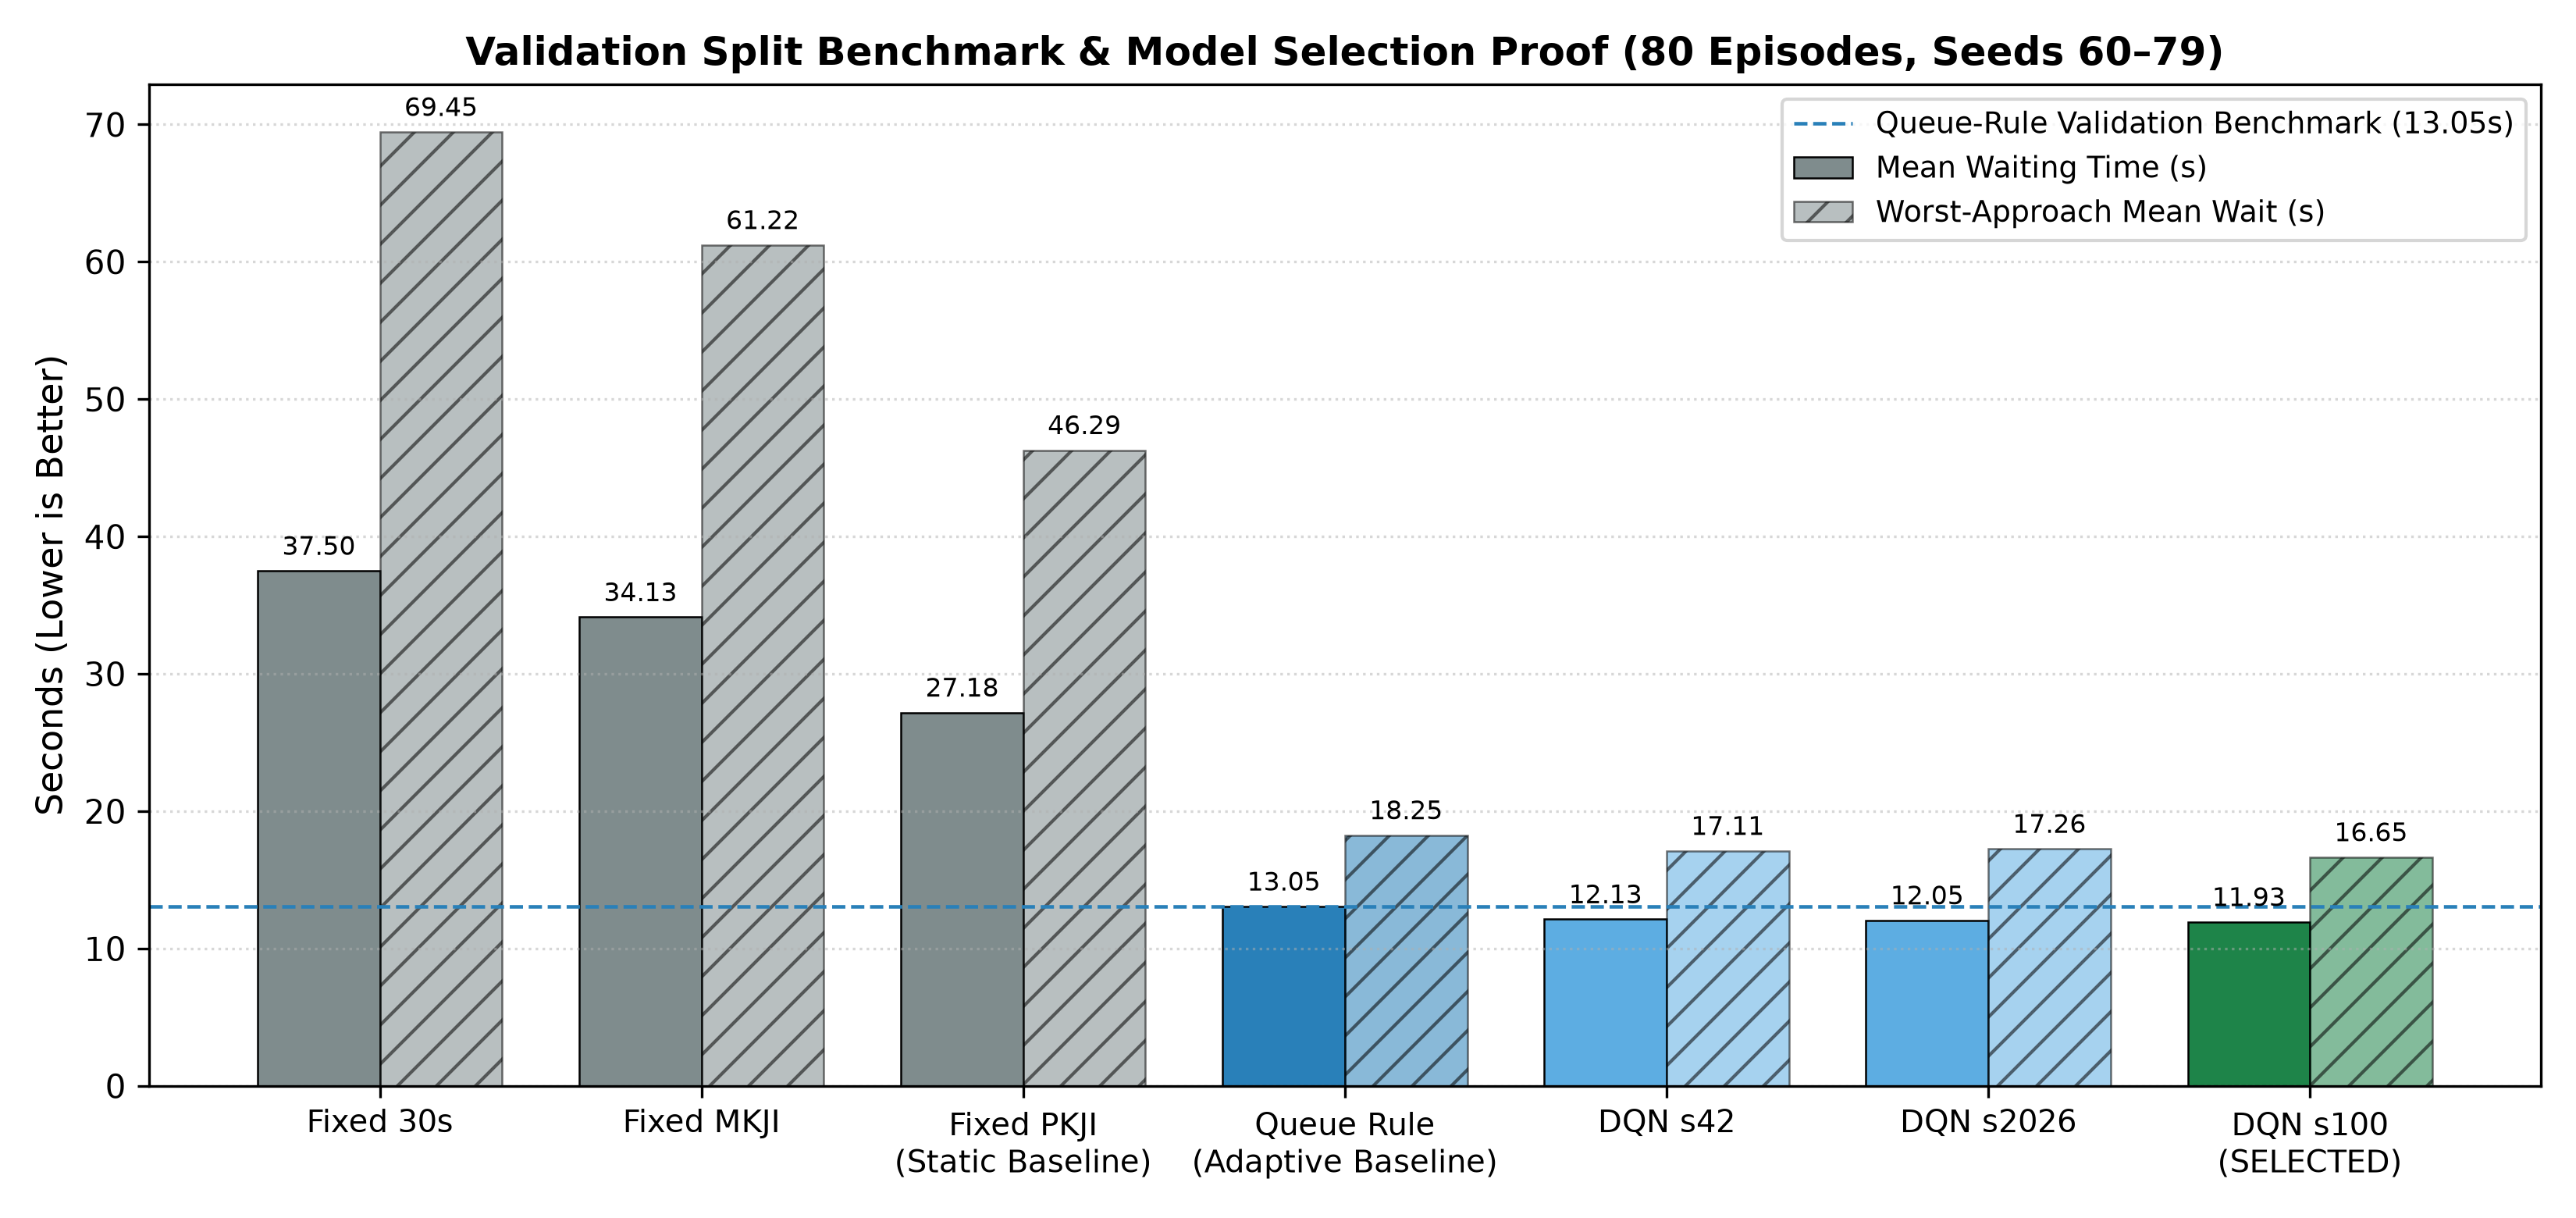 Validation Split Benchmark & Model Selection Proof (80 Episodes, Seeds 60–79)
Seconds (Lower is Better)
70
60
50
40
30
20
10
0
Queue-Rule Validation Benchmark (13.05s)
Mean Waiting Time (s)
Worst-Approach Mean Wait (s)
37.50
69.45
34.13
61.22
27.18
46.29
13.05
18.25
12.13
17.11
12.05
17.26
11.93
16.65
Fixed 30s
Fixed MKJI
Fixed PKJI
(Static Baseline)
Queue Rule
(Adaptive Baseline)
DQN s42
DQN s2026
DQN s100
(SELECTED)